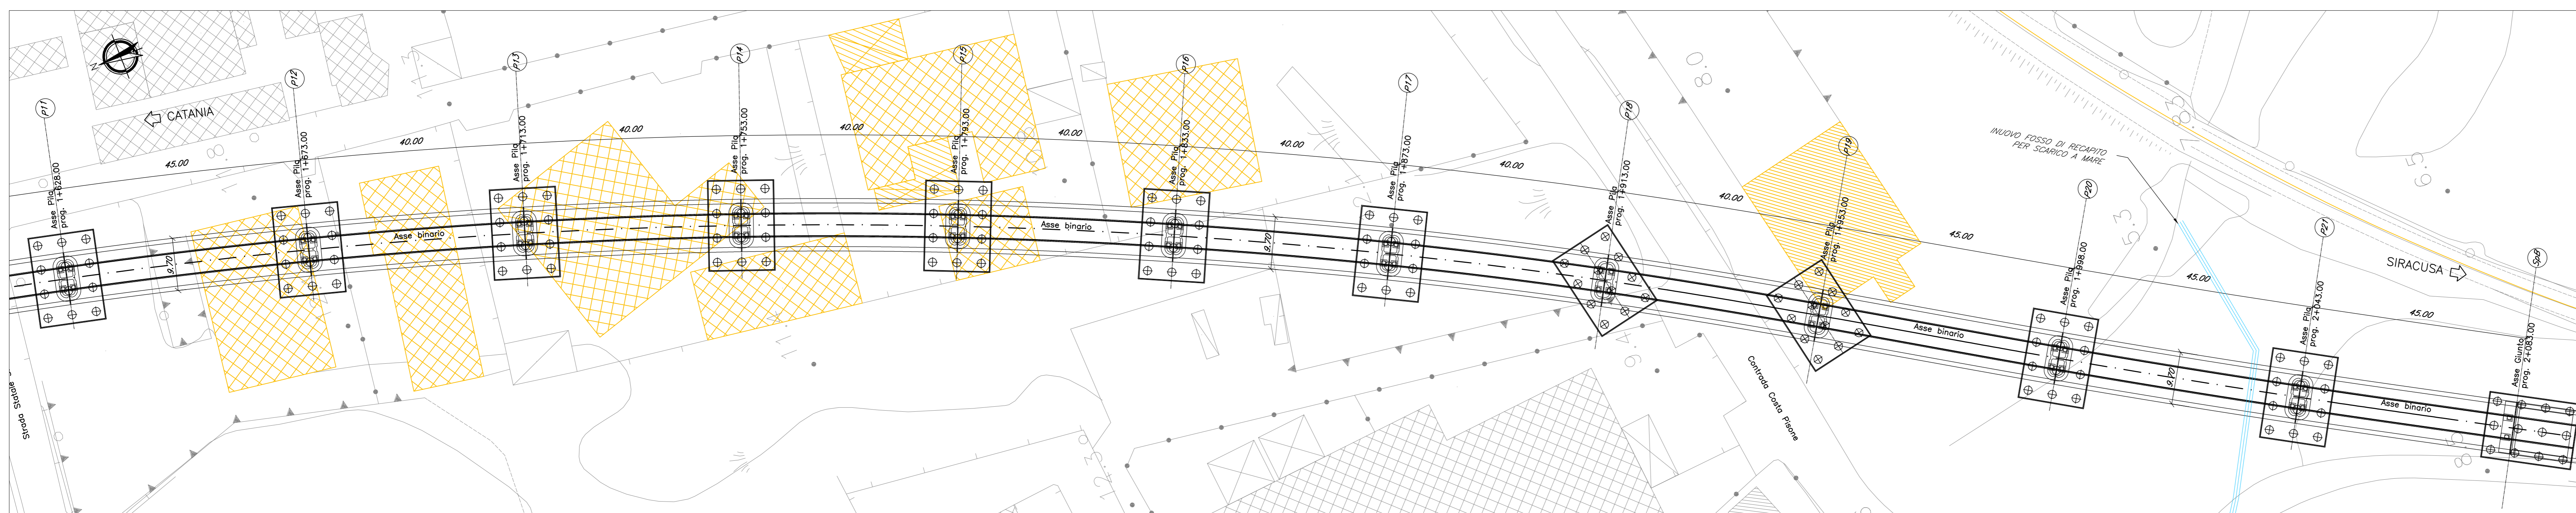 N
CATANIA
P11
Asse Pila
prog. 1+628.00
45.00
P12
Asse Pila
prog. 1+673.00
40.00
P13
Asse Pila
prog. 1+713.00
40.00
P14
Asse Pila
prog. 1+753.00
40.00
P15
Asse Pila
prog. 1+793.00
40.00
P16
Asse Pila
prog. 1+833.00
40.00
P17
Asse Pila
prog. 1+873.00
40.00
P18
Asse Pila
prog. 1+913.00
40.00
P19
Asse Pila
prog. 1+953.00
45.00
P20
Asse Pila
prog. 1+998.00
45.00
P21
Asse Pila
prog. 2+043.00
45.00
SpB
Asse Giunto
prog. 2+083.00
INUOVO FOSSO DI RECAPITO
PER SCARICO A MARE
SIRACUSA
9.70
Asse binario
Asse binario
9.70
Asse binario
9.70
Asse binario
Strada Statale
Contrada Costa Pisone